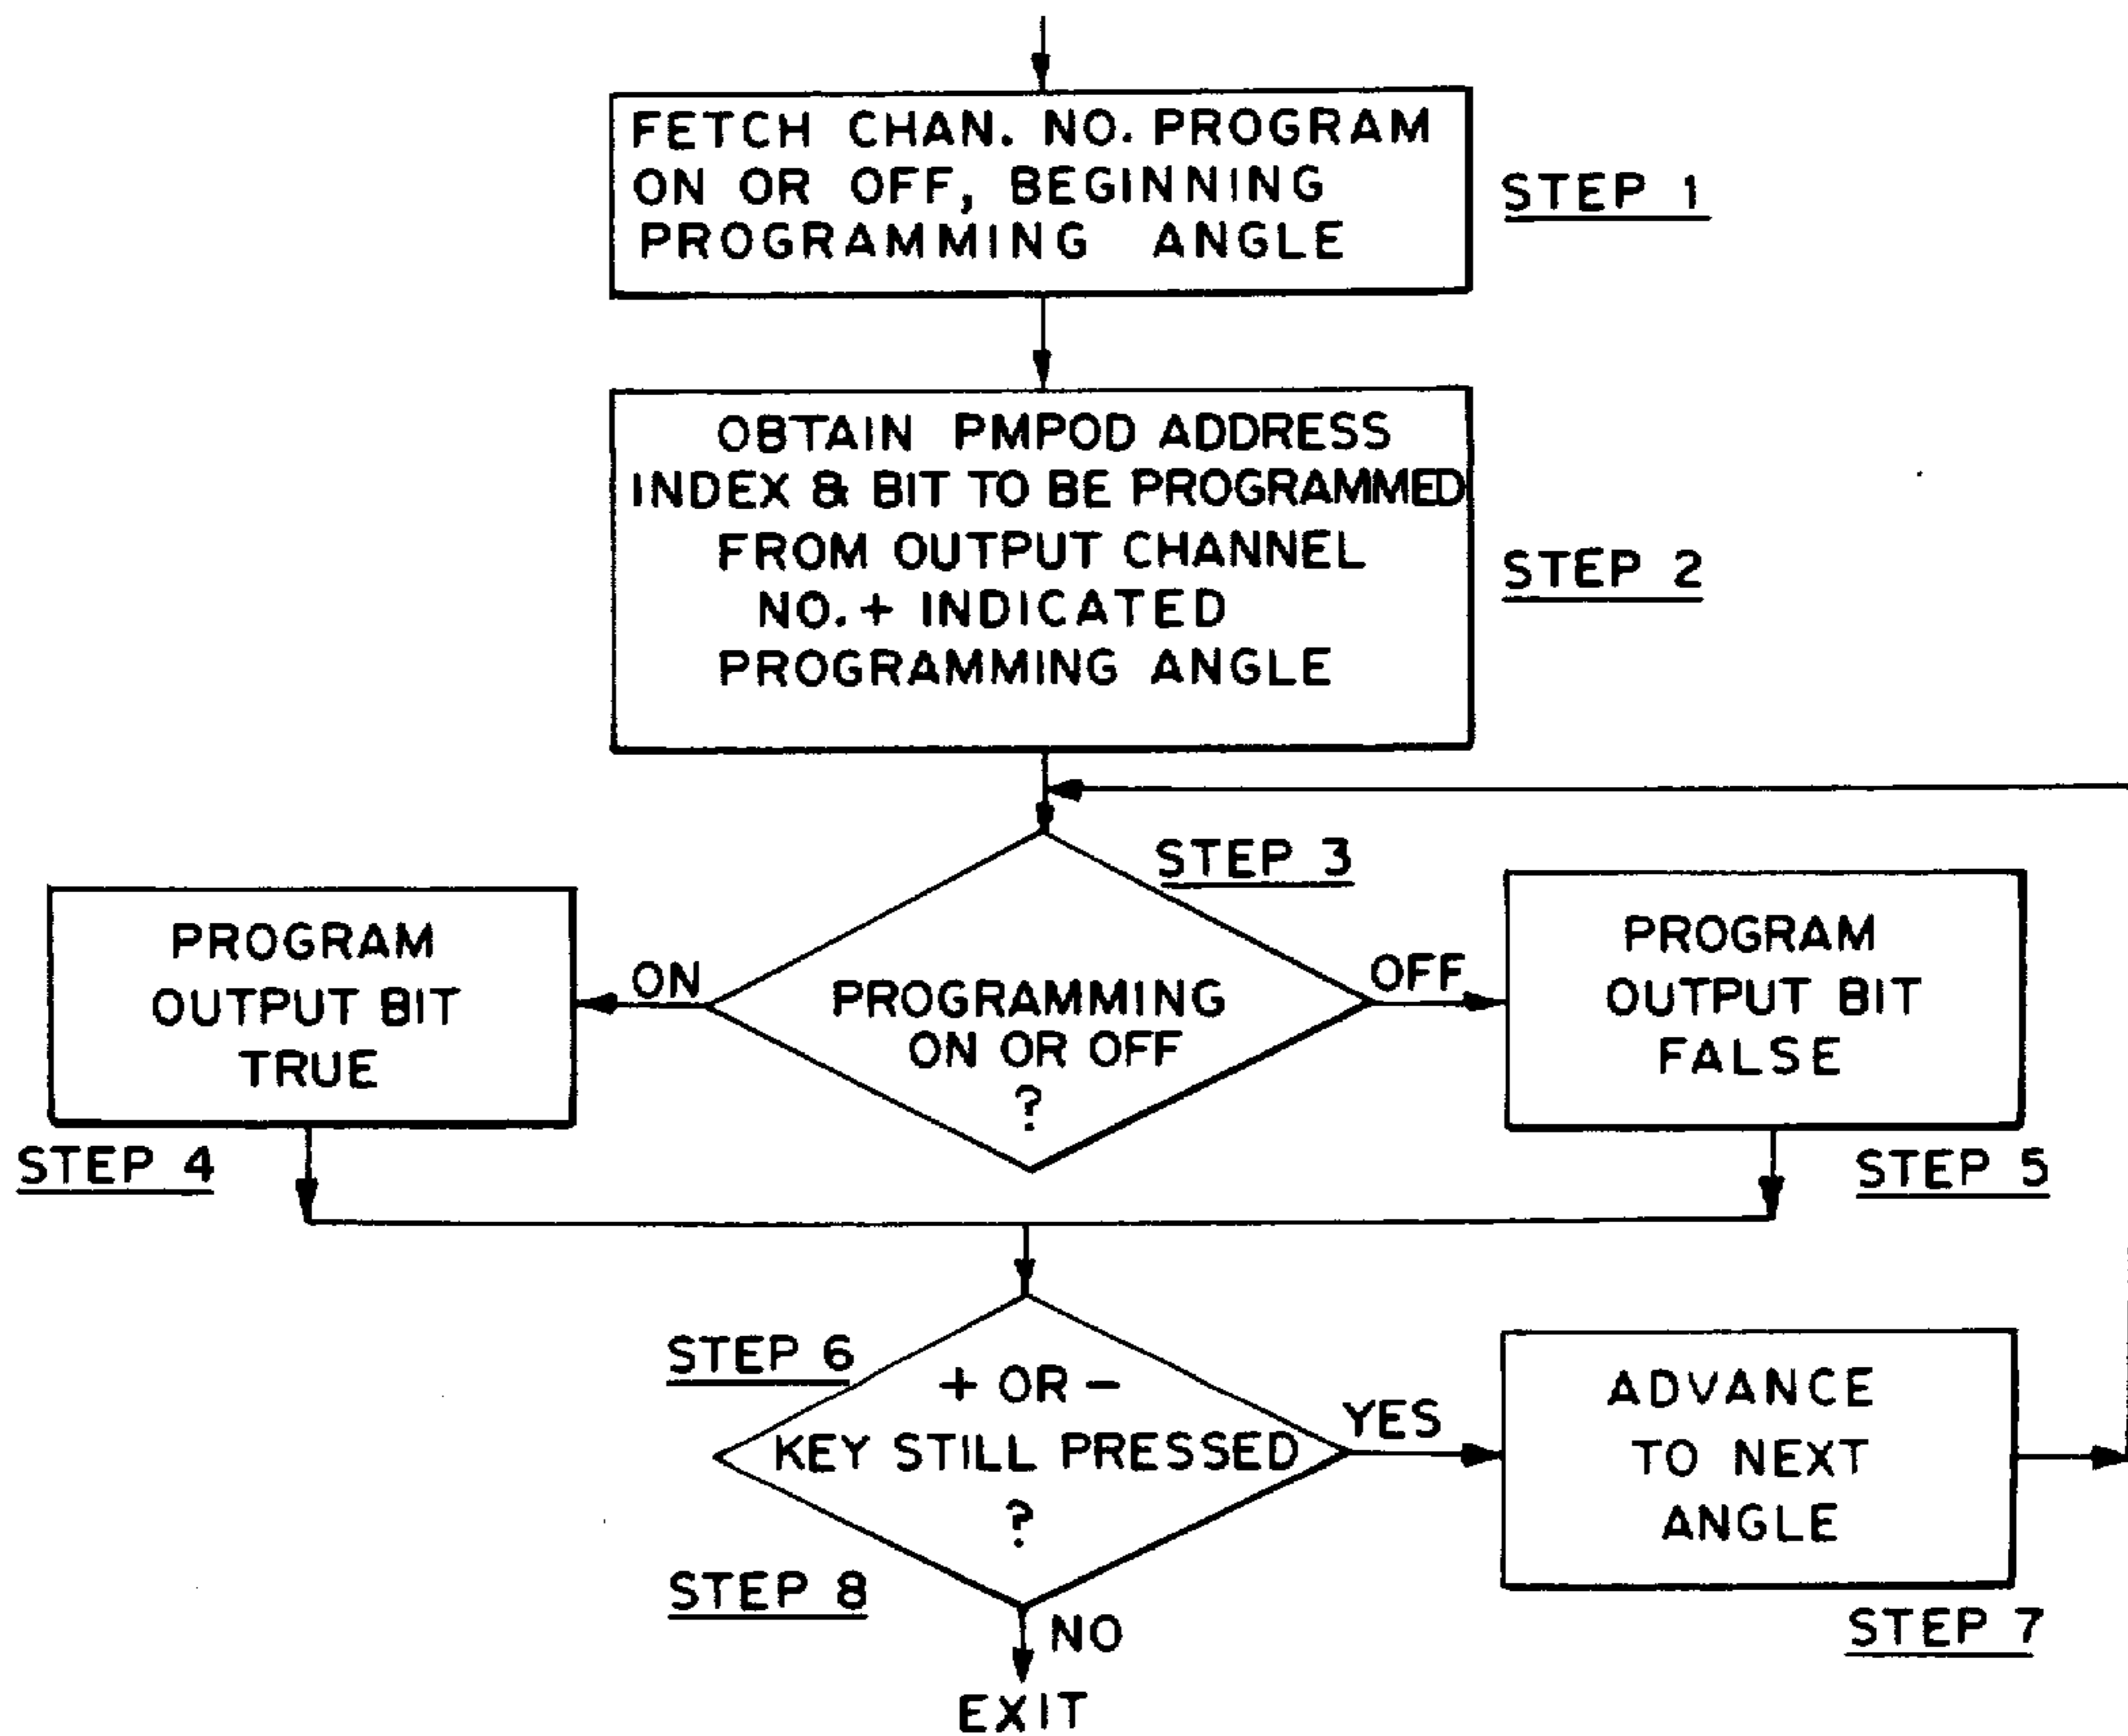 FETCH CHAN. NO. PROGRAM
ON OR OFF, BEGINNING
PROGRAMMING ANGLE
STEP 1
OBTAIN PMPOD ADDRESS
INDEX & BIT TO BE PROGRAMMED
FROM OUTPUT CHANNEL
NO. + INDICATED
PROGRAMMING ANGLE
STEP 2
STEP 3
PROGRAMMING
ON OR OFF
?
ON
OFF
PROGRAM
OUTPUT BIT
TRUE
STEP 4
PROGRAM
OUTPUT BIT
FALSE
STEP 5
STEP 6
+ OR -
KEY STILL PRESSED
?
YES
ADVANCE
TO NEXT
ANGLE
STEP 7
STEP 8
NO
EXIT